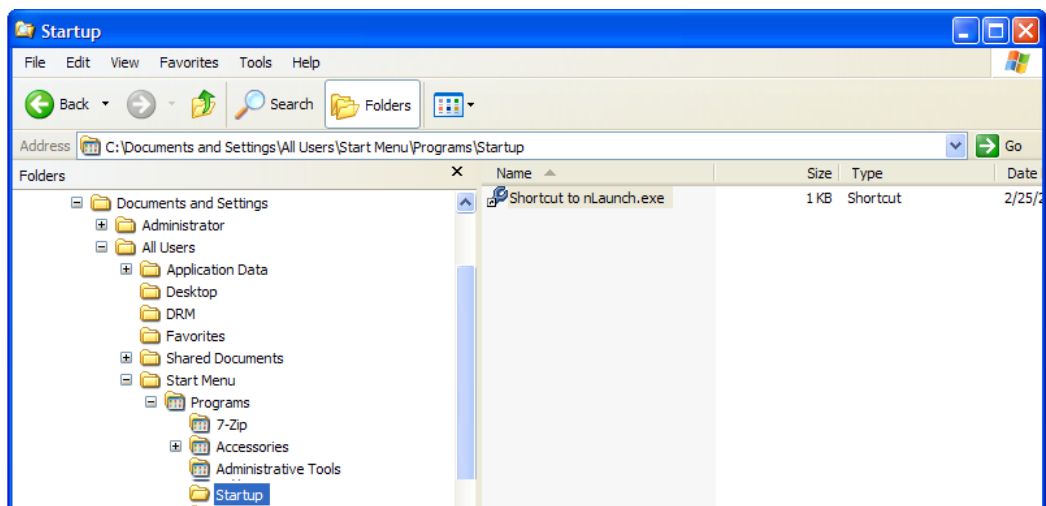 Startup
File Edit View Favorites Tools Help
Back Search Folders
Address C:\Documents and Settings\All Users\Start Menu\Programs\Startup Go
Folders Name Size Type Date
Documents and Settings Shortcut to nLaunch.exe 1 KB Shortcut
Administrator
All Users
Application Data
Desktop
DRM
Favorites
Shared Documents
Start Menu
Programs
7-Zip
Accessories
Administrative Tools
Startup